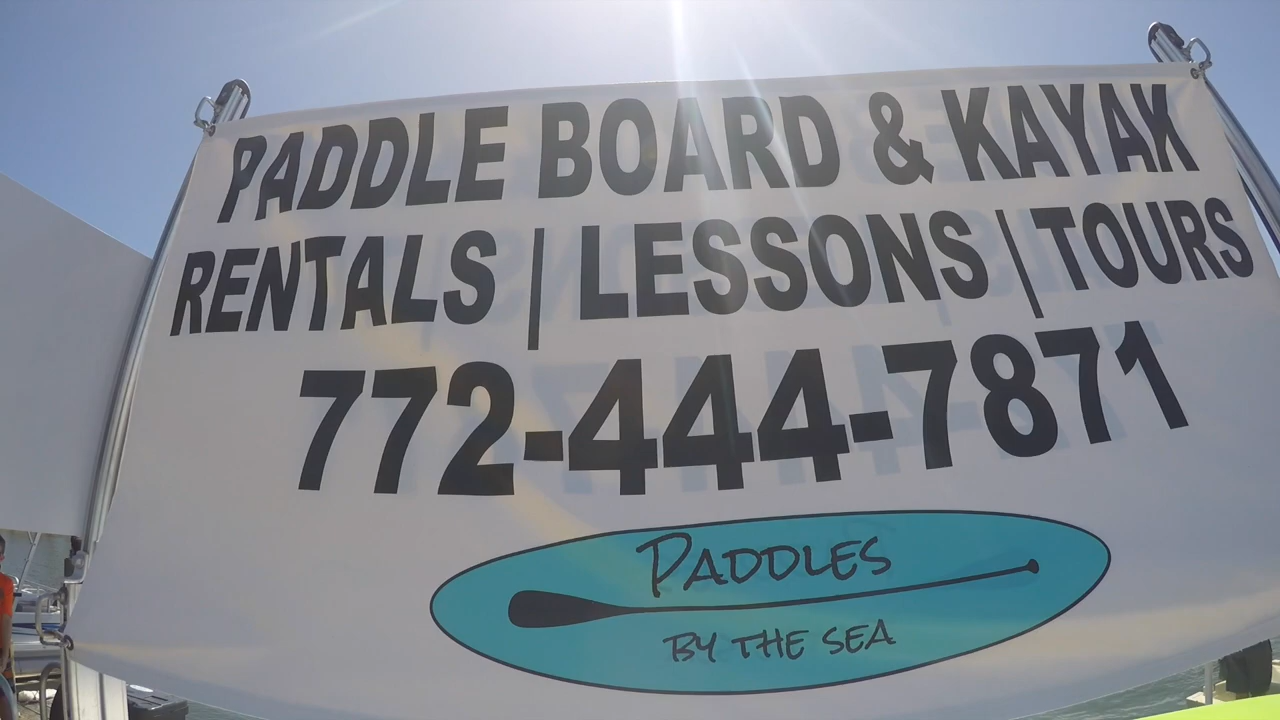 PADDLE BOARD & KAYAK
RENTALS | LESSONS | TOURS
772-444-7871
PADDLES
BY THE SEA